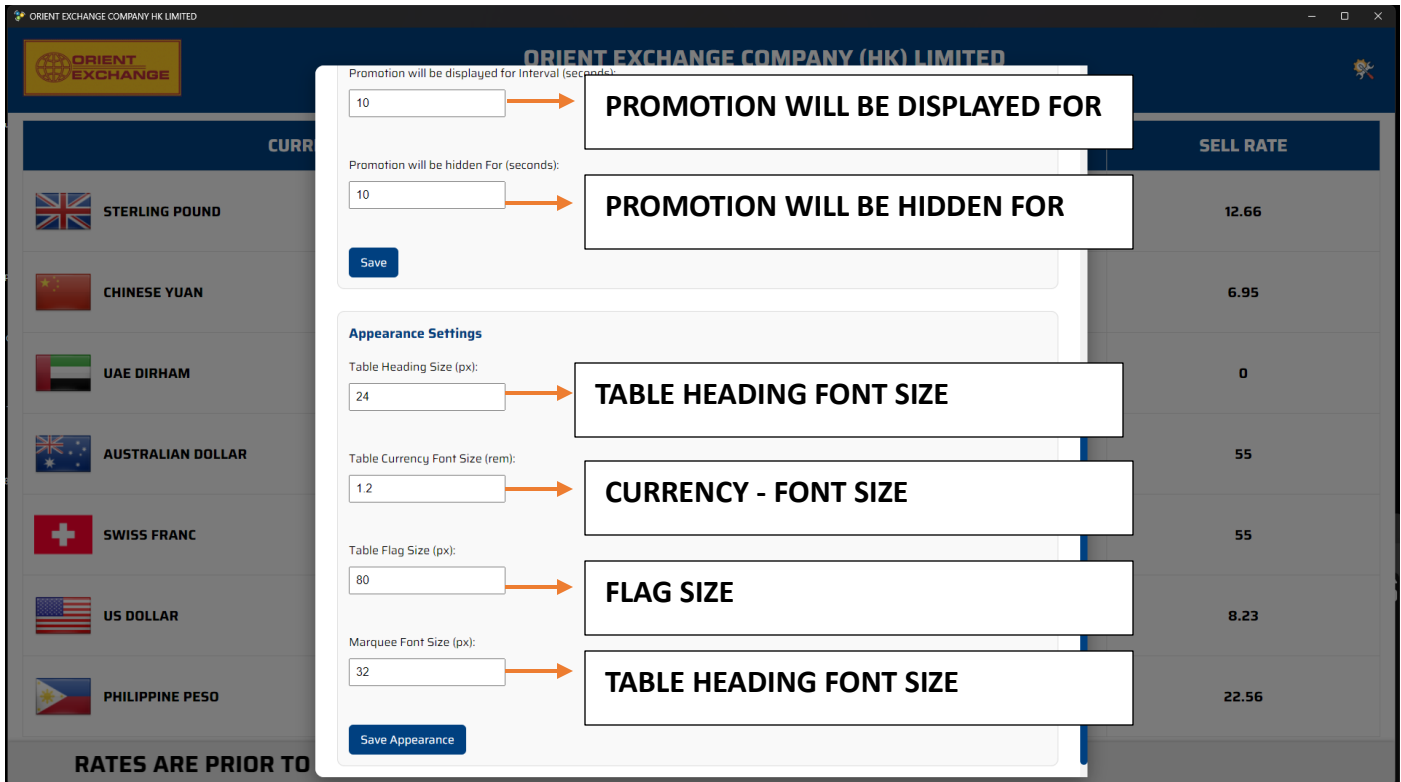 ORIENT EXCHANGE COMPANY HK LIMITED
ORIENT
EXCHANGE
ORIENT EXCHANGE COMPANY (HK) LIMITED
Promotion will be displayed for Interval (seconds):
10
PROMOTION WILL BE DISPLAYED FOR
Promotion will be hidden For (seconds):
10
PROMOTION WILL BE HIDDEN FOR
Save
Appearance Settings
Table Heading Size (px):
24
TABLE HEADING FONT SIZE
Table Currency Font Size (rem):
1.2
CURRENCY - FONT SIZE
Table Flag Size (px):
80
FLAG SIZE
Marquee Font Size (px):
32
TABLE HEADING FONT SIZE
Save Appearance
CURR
SELL RATE
STERLING POUND
12.66
CHINESE YUAN
6.95
UAE DIRHAM
0
AUSTRALIAN DOLLAR
55
SWISS FRANC
55
US DOLLAR
8.23
PHILIPPINE PESO
22.56
RATES ARE PRIOR TO